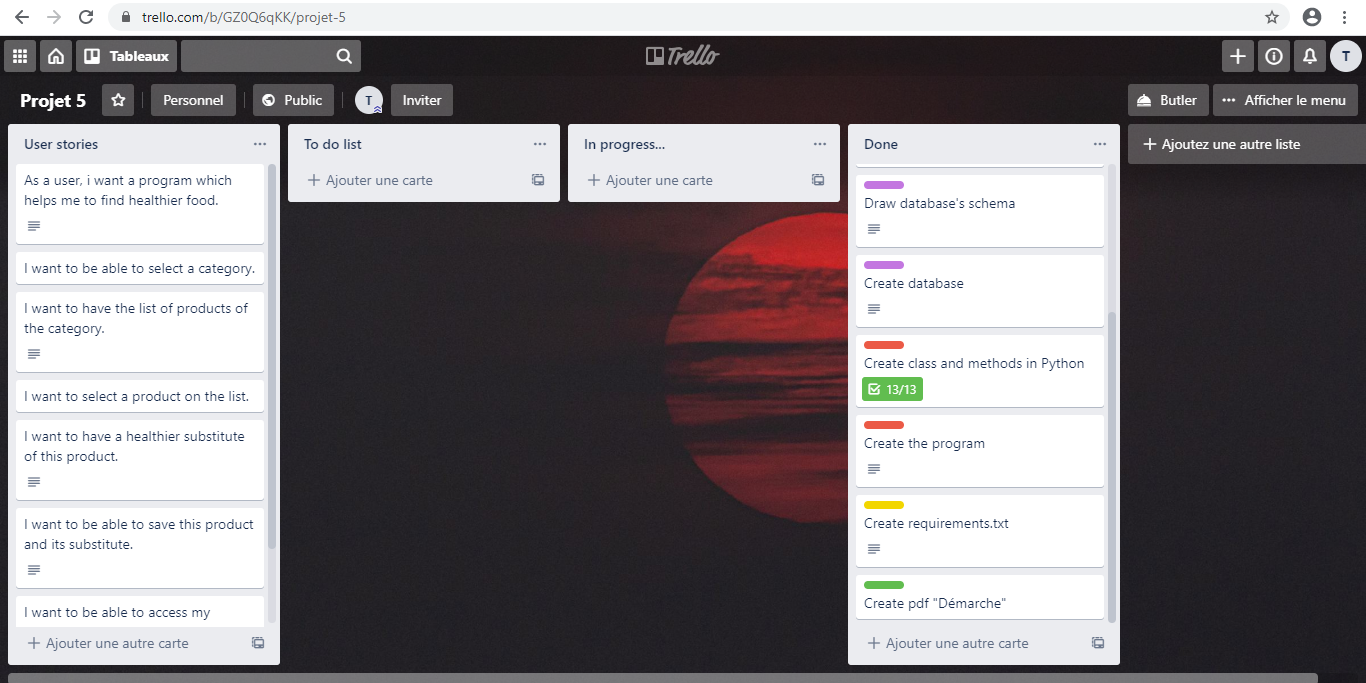 trello.com/b/GZ0Q6qKK/projet-5
Tableaux
Trello
T
Projet 5
Personnel
Public
T
Inviter
Butler
Afficher le menu
User stories
As a user, i want a program which
helps me to find healthier food.
I want to be able to select a category.
I want to have the list of products of
the category.
I want to select a product on the list.
I want to have a healthier substitute
of this product.
I want to be able to save this product
and its substitute.
I want to be able to access my
Ajouter une autre carte
To do list
Ajouter une carte
In progress...
Ajouter une carte
Done
Draw database's schema
Create database
Create class and methods in Python
13/13
Create the program
Create requirements.txt
Create pdf "Démarche"
Ajouter une autre carte
Ajoutez une autre liste